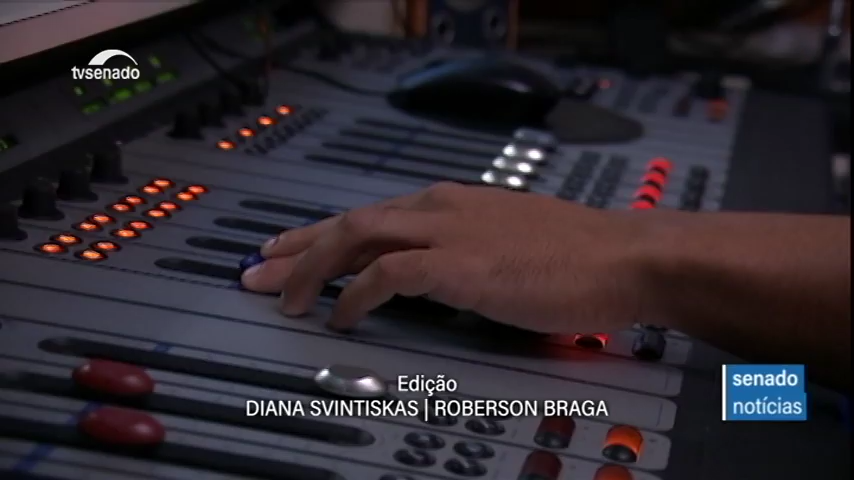 tvsenado
Edição
DIANA SVINTISKAS | ROBERSON BRAGA
senado
notícias